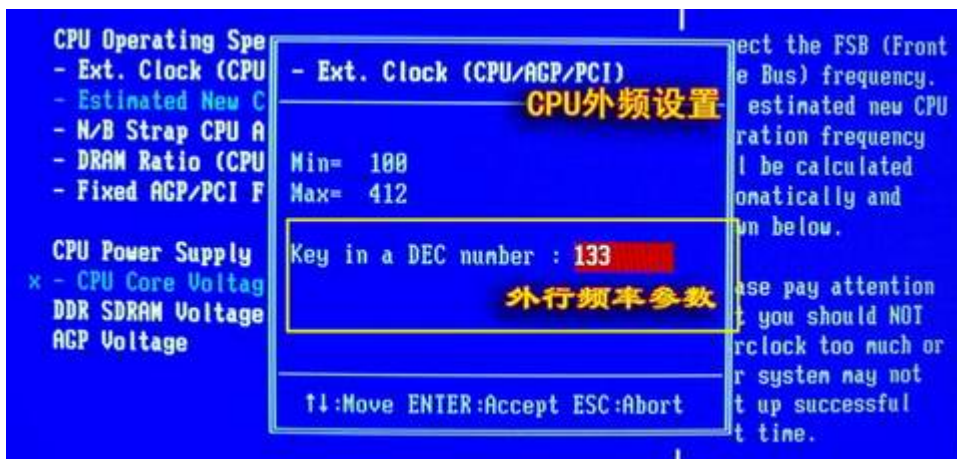 CPU Operating Spe
- Ext. Clock (CPU
- Estimated New C
- N/B Strap CPU A
- DRAM Ratio (CPU
- Fixed AGP/PCI F
CPU Power Supply
x - CPU Core Voltag
DDR SDRAM Voltage
AGP Voltage
- Ext. Clock (CPU/AGP/PCI)
CPU外频设置
Min= 100
Max= 412
Key in a DEC number : 133
外行频率参数
↑↓:Move ENTER:Accept ESC:Abort
ect the FSB (Front
e Bus) frequency.
estimated new CPU
ration frequency
l be calculated
omatically and
wn below.
ase pay attention
t you should NOT
rclock too much or
r system may not
t up successful
t time.